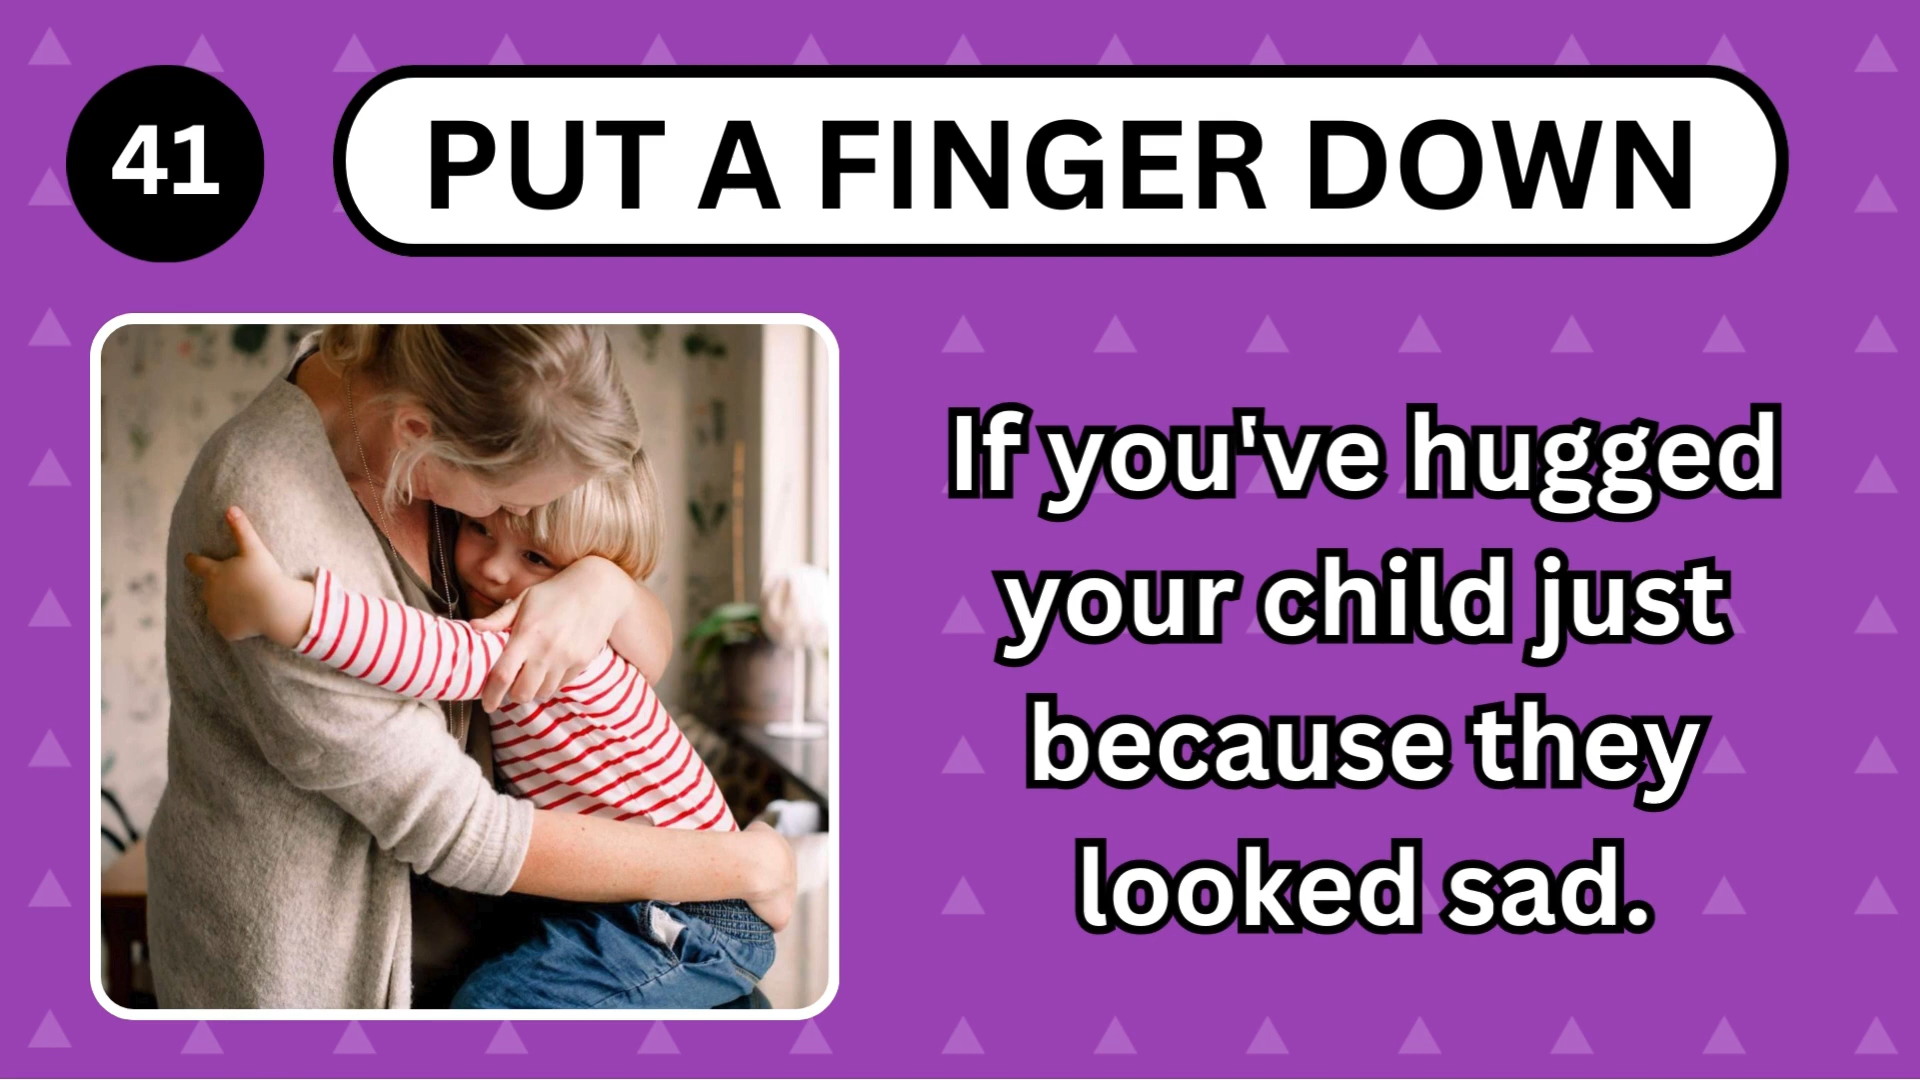 41
PUT A FINGER DOWN
If you've hugged
your child just
because they
looked sad.